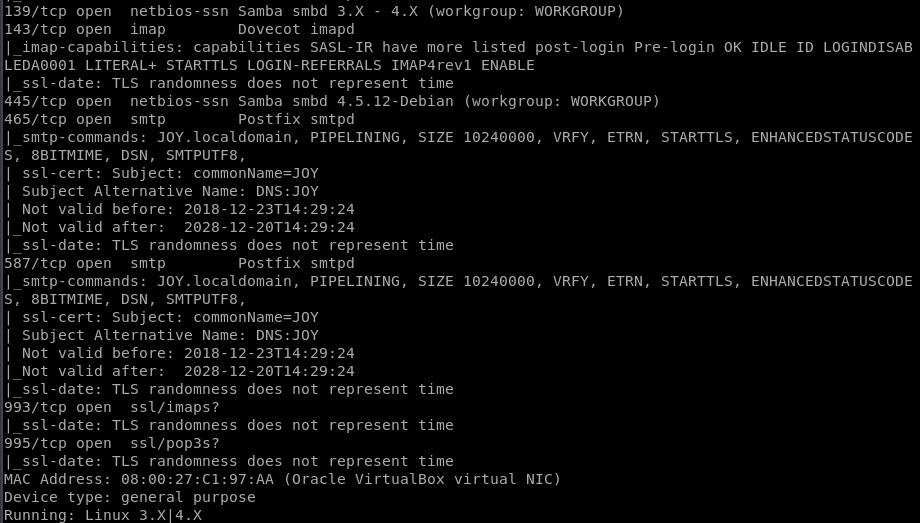 139/tcp open  netbios-ssn Samba smbd 3.X - 4.X (workgroup: WORKGROUP)
143/tcp open  imap        Dovecot imapd
|_imap-capabilities: capabilities SASL-IR have more listed post-login Pre-login OK IDLE ID LOGINDISAB
LEDA0001 LITERAL+ STARTTLS LOGIN-REFERRALS IMAP4rev1 ENABLE
|_ssl-date: TLS randomness does not represent time
445/tcp open  netbios-ssn Samba smbd 4.5.12-Debian (workgroup: WORKGROUP)
465/tcp open  smtp        Postfix smtpd
|_smtp-commands: JOY.localdomain, PIPELINING, SIZE 10240000, VRFY, ETRN, STARTTLS, ENHANCEDSTATUSCODE
S, 8BITMIME, DSN, SMTPUTF8,
| ssl-cert: Subject: commonName=JOY
| Subject Alternative Name: DNS:JOY
| Not valid before: 2018-12-23T14:29:24
|_Not valid after:  2028-12-20T14:29:24
|_ssl-date: TLS randomness does not represent time
587/tcp open  smtp        Postfix smtpd
|_smtp-commands: JOY.localdomain, PIPELINING, SIZE 10240000, VRFY, ETRN, STARTTLS, ENHANCEDSTATUSCODE
S, 8BITMIME, DSN, SMTPUTF8,
| ssl-cert: Subject: commonName=JOY
| Subject Alternative Name: DNS:JOY
| Not valid before: 2018-12-23T14:29:24
|_Not valid after:  2028-12-20T14:29:24
|_ssl-date: TLS randomness does not represent time
993/tcp open  ssl/imaps?
|_ssl-date: TLS randomness does not represent time
995/tcp open  ssl/pop3s?
|_ssl-date: TLS randomness does not represent time
MAC Address: 08:00:27:C1:97:AA (Oracle VirtualBox virtual NIC)
Device type: general purpose
Running: Linux 3.X|4.X